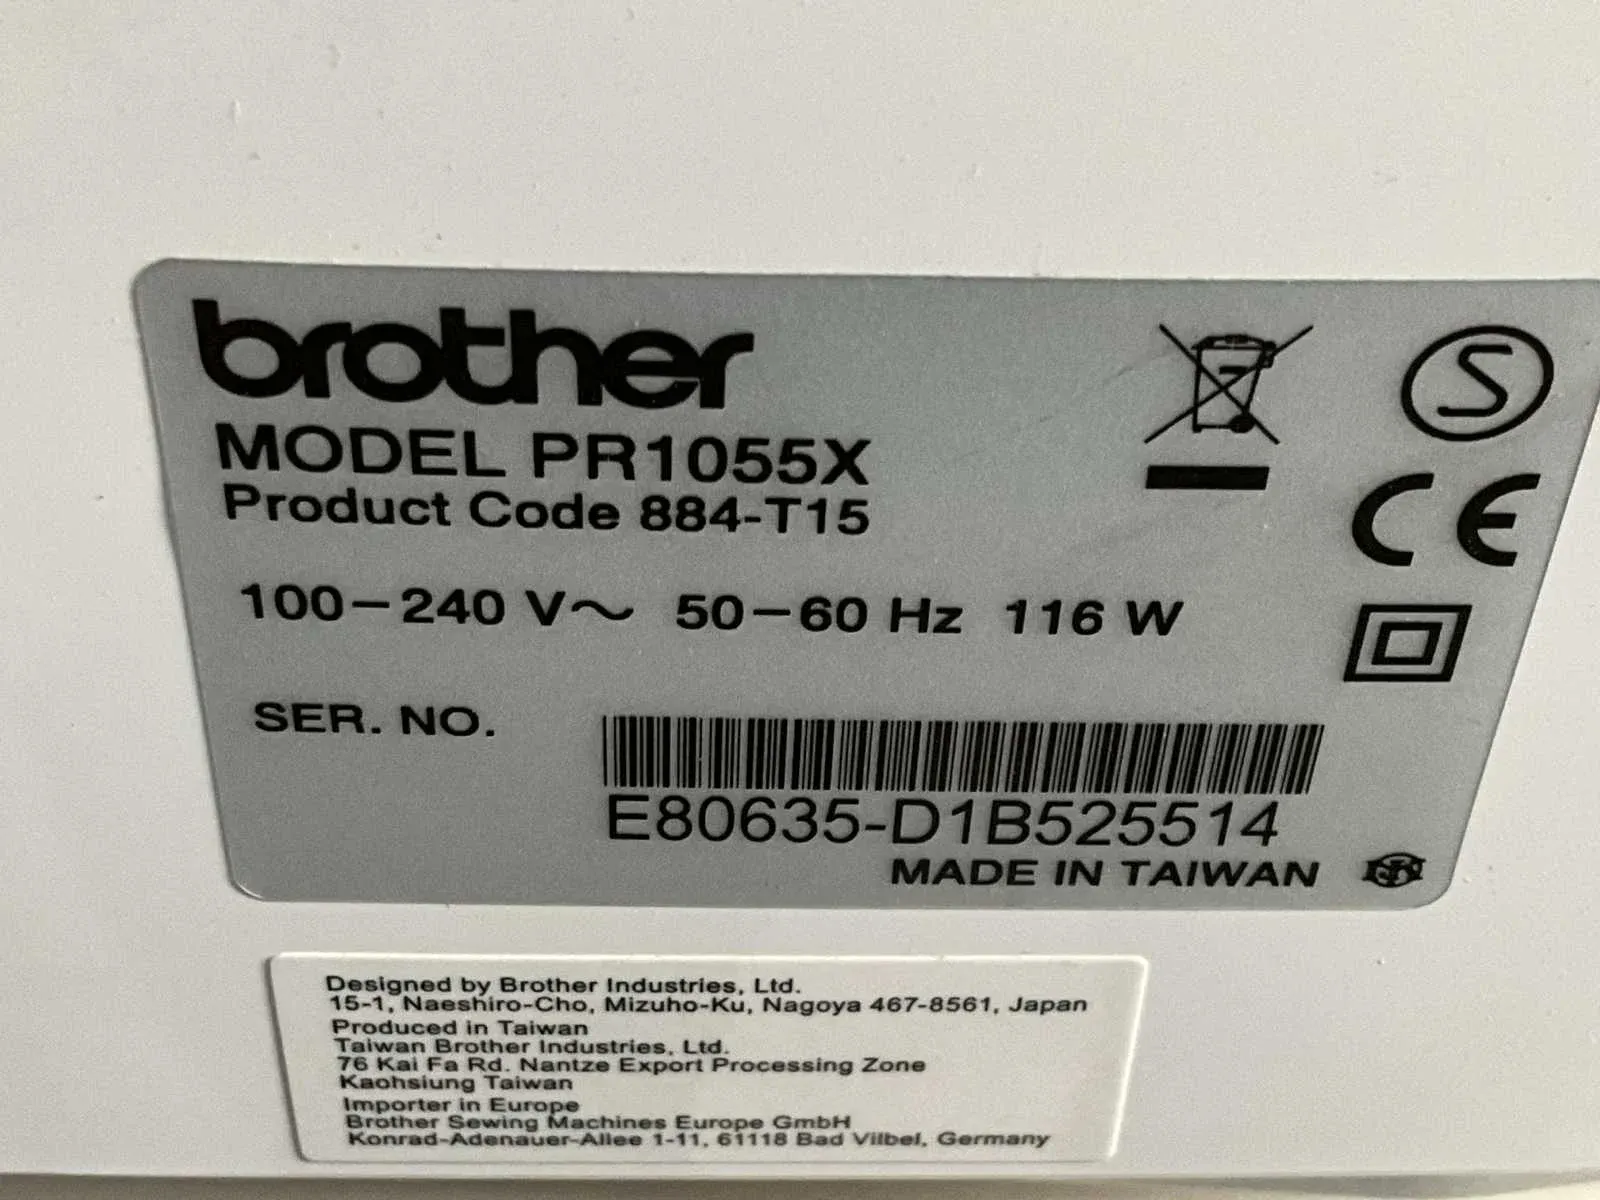 brother
MODEL PR1055X
Product Code 884-T15
100-240 V~ 50-60 Hz 116 W
SER. NO.
E80635-D1B525514
MADE IN TAIWAN
S
CE
Designed by Brother Industries, Ltd.
15-1, Naeshiro-Cho, Mizuho-Ku, Nagoya 467-8561, Japan
Produced in Taiwan
Taiwan Brother Industries, Ltd.
76 Kai Fa Rd. Nantze Export Processing Zone
Kaohsiung Taiwan
Importer in Europe
Brother Sewing Machines Europe GmbH
Konrad-Adenauer-Allee 1-11, 61118 Bad Vilbel, Germany